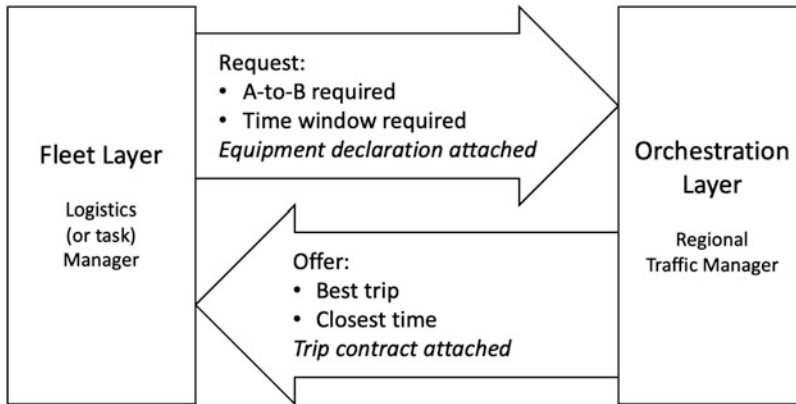 Fleet Layer
Logistics
(or task)
Manager
Request:
• A-to-B required
• Time window required
Equipment declaration attached
Offer:
• Best trip
• Closest time
Trip contract attached
Orchestration
Layer
Regional
Traffic Manager